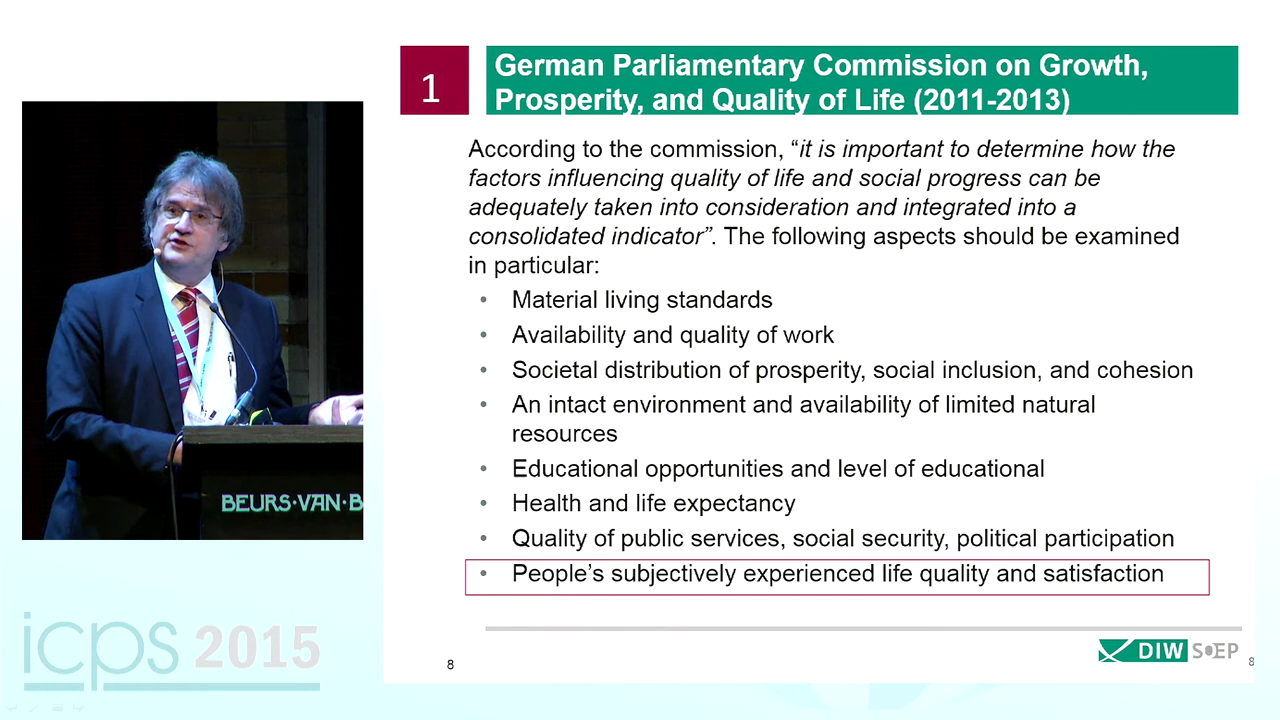 1
German Parliamentary Commission on Growth,
Prosperity, and Quality of Life (2011-2013)
According to the commission, “it is important to determine how the
factors influencing quality of life and social progress can be
adequately taken into consideration and integrated into a
consolidated indicator”. The following aspects should be examined
in particular:
• Material living standards
• Availability and quality of work
• Societal distribution of prosperity, social inclusion, and cohesion
• An intact environment and availability of limited natural
resources
• Educational opportunities and level of educational
• Health and life expectancy
• Quality of public services, social security, political participation
• People’s subjectively experienced life quality and satisfaction
BEURS·VAN·B
icps 2015
8
DIW SOEP
8